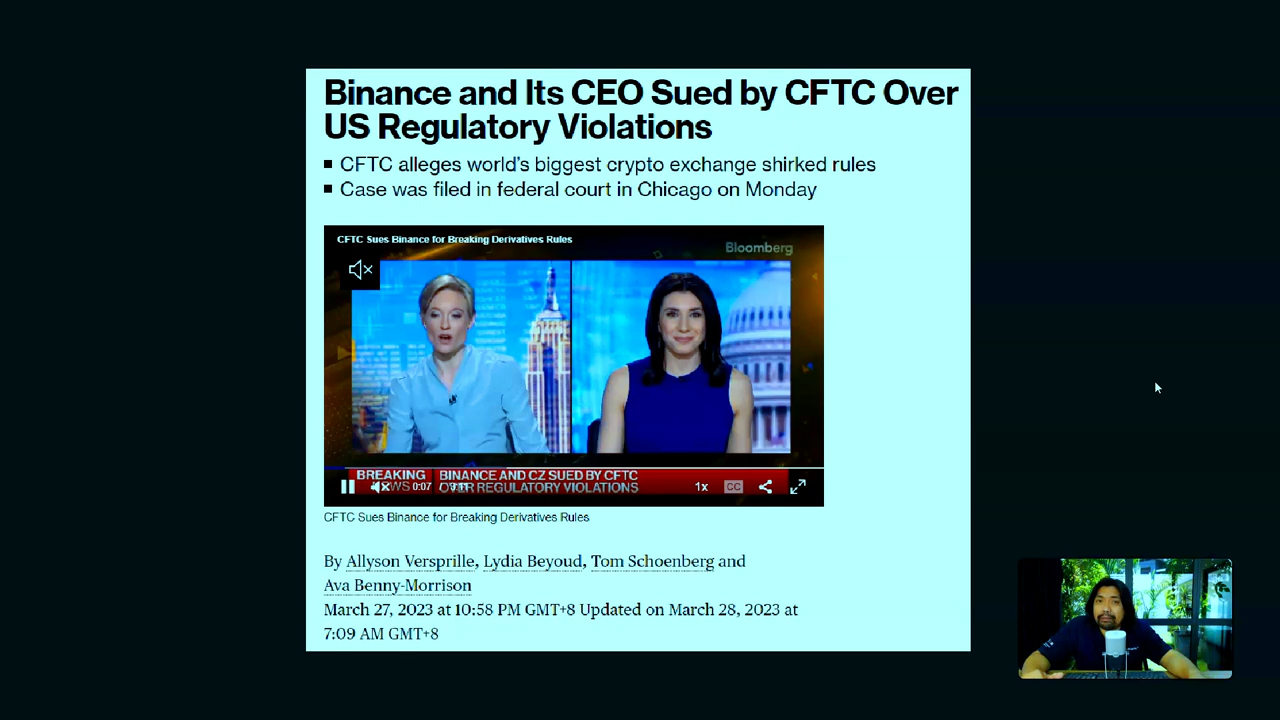 Binance and Its CEO Sued by CFTC Over
US Regulatory Violations
CFTC alleges world's biggest crypto exchange shirked rules
Case was filed in federal court in Chicago on Monday
CFTC Sues Binance for Breaking Derivatives Rules
Bloomberg
BREAKING BINANCE AND CZ SUED BY CFTC
OVER REGULATORY VIOLATIONS
0:07
1x
CC
CFTC Sues Binance for Breaking Derivatives Rules
By Allyson Versprille, Lydia Beyoud, Tom Schoenberg and
Ava Benny-Morrison
March 27, 2023 at 10:58 PM GMT+8 Updated on March 28, 2023 at
7:09 AM GMT+8